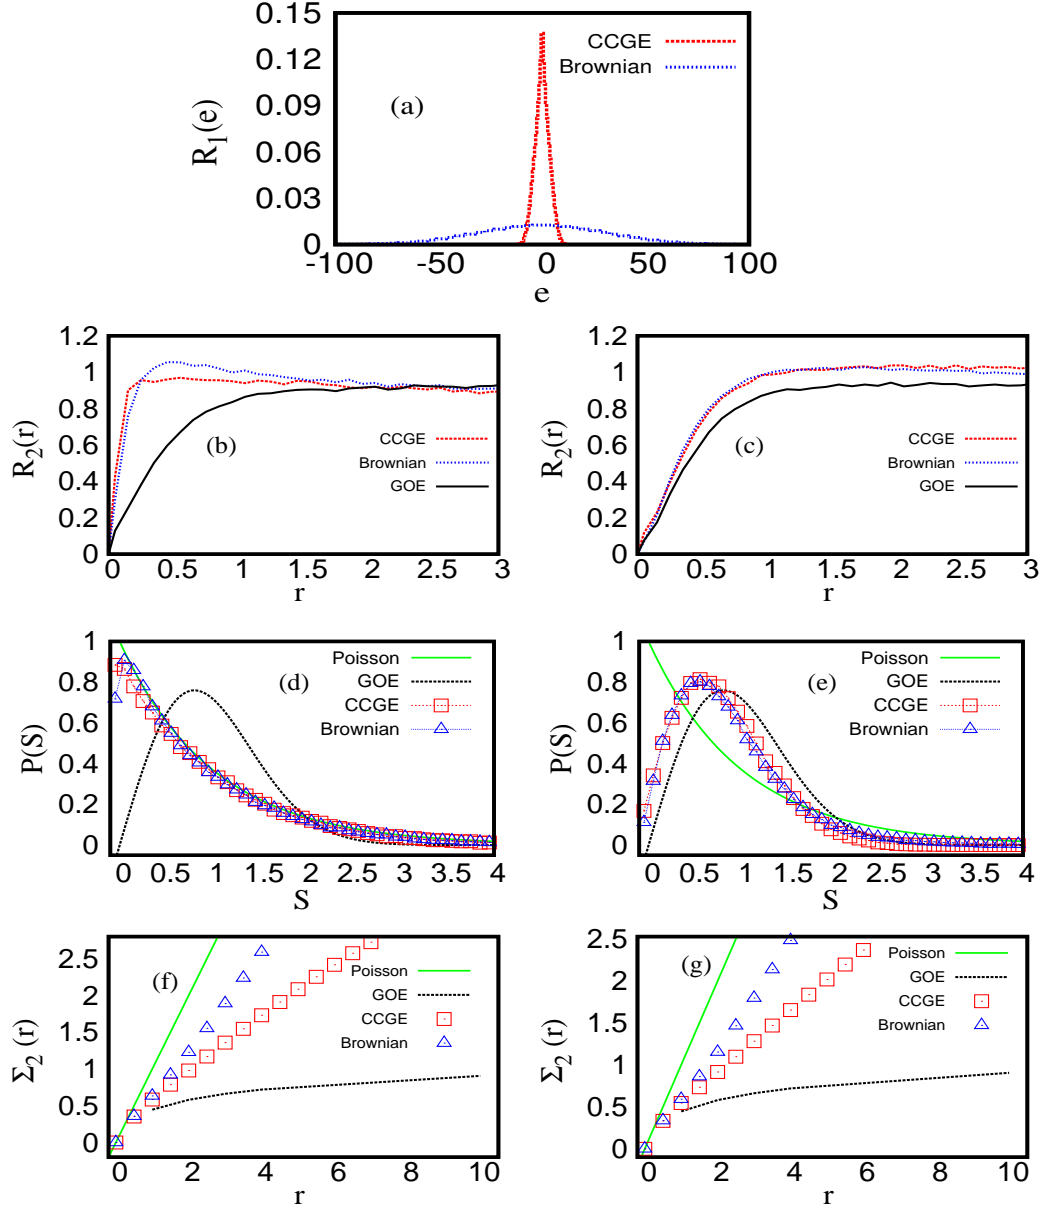 0.15
0.12
0.09
0.06
0.03
0
R1(e)
(a)
CCGE
Brownian
-100
-50
0
50
100
e
1.2
1
0.8
0.6
0.4
0.2
0
R2(r)
(b)
CCGE
Brownian
GOE
0 0.5 1 1.5 2 2.5 3
r
1.2
1
0.8
0.6
0.4
0.2
0
R2(r)
(c)
CCGE
Brownian
GOE
0 0.5 1 1.5 2 2.5 3
r
1
0.8
0.6
0.4
0.2
0
P(S)
(d)
Poisson
GOE
CCGE
Brownian
0 0.5 1 1.5 2 2.5 3 3.5 4
S
1
0.8
0.6
0.4
0.2
0
P(S)
(e)
Poisson
GOE
CCGE
Brownian
0 0.5 1 1.5 2 2.5 3 3.5 4
S
2.5
2
1.5
1
0.5
0
Σ2 (r)
(f)
Poisson
GOE
CCGE
Brownian
0 2 4 6 8 10
r
2.5
2
1.5
1
0.5
0
Σ2 (r)
(g)
Poisson
GOE
CCGE
Brownian
0 2 4 6 8 10
r